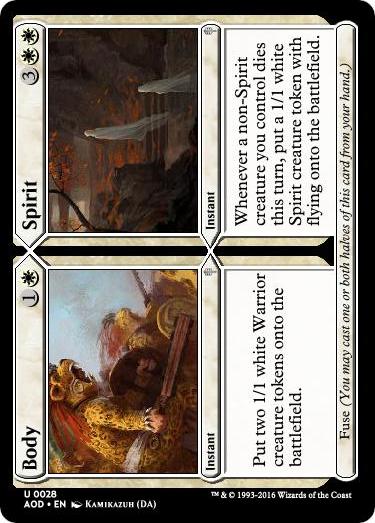 Body 1
Instant
Put two 1/1 white Warrior
creature tokens onto the
battlefield.
Spirit 3
Instant
Whenever a non-Spirit
creature you control dies
this turn, put a 1/1 white
Spirit creature token with
flying onto the battlefield.
Fuse (You may cast one or both halves of this card from your hand.)
U 0028
AOD • EN Kamikazuh (DA)
™ & © 1993-2016 Wizards of the Coast